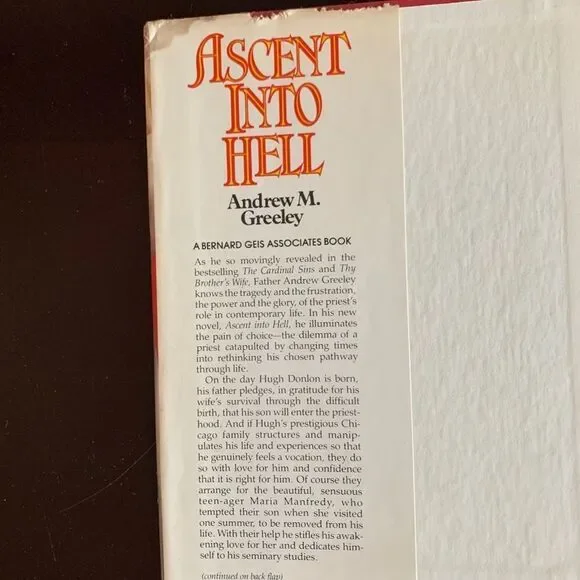 ASCENT
INTO
HELL
Andrew M.
Greeley
A BERNARD GEIS ASSOCIATES BOOK
As he so movingly revealed in the
bestselling The Cardinal Sins and Thy
Brother's Wife, Father Andrew Greeley
knows the tragedy and the frustration,
the power and the glory, of the priest's
role in contemporary life. In his new
novel, Ascent into Hell, he illuminates
the pain of choice—the dilemma of a
priest catapulted by changing times
into rethinking his chosen pathway
through life.
On the day Hugh Donlon is born,
his father pledges, in gratitude for his
wife's survival through the difficult
birth, that his son will enter the priest-
hood. And if Hugh's prestigious Chi-
cago family structures and manip-
ulates his life and experiences so that
he genuinely feels a vocation, they do
so with love for him and confidence
that it is right for him. Of course they
arrange for the beautiful, sensuous
teen-ager Maria Manfredy, who
tempted their son when she visited
one summer, to be removed from his
life. With their help he stifles his awak-
ening love for her and dedicates him-
self to his seminary studies.
(continued on back flap)